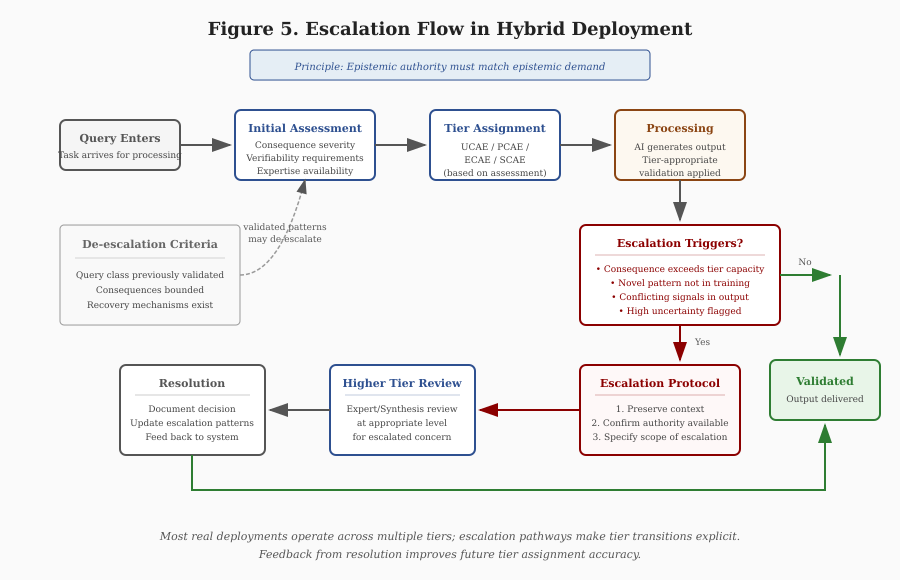 Figure 5. Escalation Flow in Hybrid Deployment
Principle: Epistemic authority must match epistemic demand
Query Enters
Task arrives for processing
Initial Assessment
Consequence severity
Verifiability requirements
Expertise availability
Tier Assignment
UCAE / PCAE /
ECAE / SCAE
(based on assessment)
Processing
AI generates output
Tier-appropriate
validation applied
validated patterns
may de-escalate
De-escalation Criteria
Query class previously validated
Consequences bounded
Recovery mechanisms exist
Escalation Triggers?
• Consequence exceeds tier capacity
• Novel pattern not in training
• Conflicting signals in output
• High uncertainty flagged
No
Yes
Resolution
Document decision
Update escalation patterns
Feed back to system
Higher Tier Review
Expert/Synthesis review
at appropriate level
for escalated concern
Escalation Protocol
1. Preserve context
2. Confirm authority available
3. Specify scope of escalation
Validated
Output delivered
Most real deployments operate across multiple tiers; escalation pathways make tier transitions explicit.
Feedback from resolution improves future tier assignment accuracy.